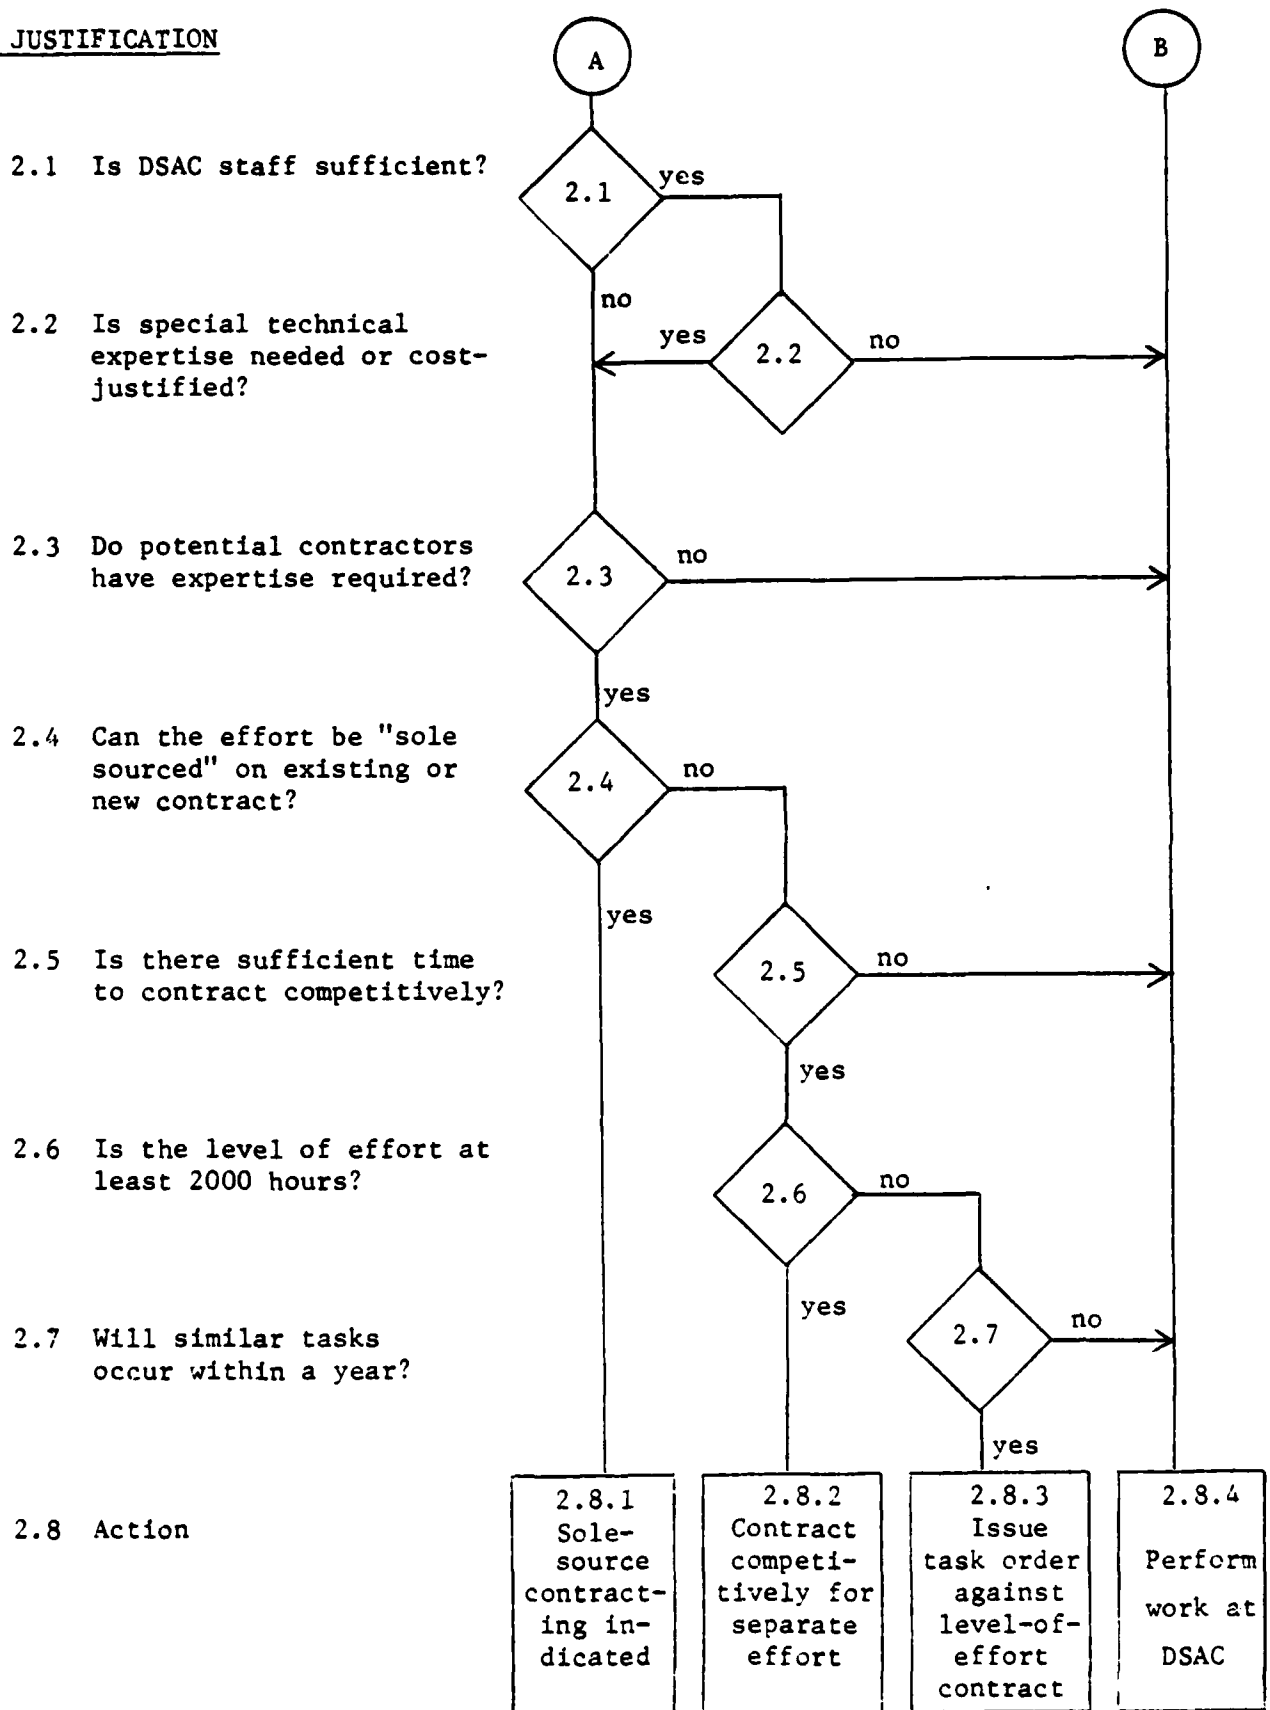 JUSTIFICATION
A
B
2.1 Is DSAC staff sufficient?
2.1
yes
no
2.2 Is special technical
expertise needed or cost-
justified?
yes
2.2
no
2.3 Do potential contractors
have expertise required?
2.3
no
yes
2.4 Can the effort be "sole
sourced" on existing or
new contract?
2.4
no
yes
2.5 Is there sufficient time
to contract competitively?
2.5
no
yes
2.6 Is the level of effort at
least 2000 hours?
2.6
no
yes
2.7 Will similar tasks
occur within a year?
2.7
no
yes
2.8 Action
2.8.1
Sole-
source
contract-
ing in-
dicated
2.8.2
Contract
competi-
tively for
separate
effort
2.8.3
Issue
task order
against
level-of-
effort
contract
2.8.4
Perform
work at
DSAC